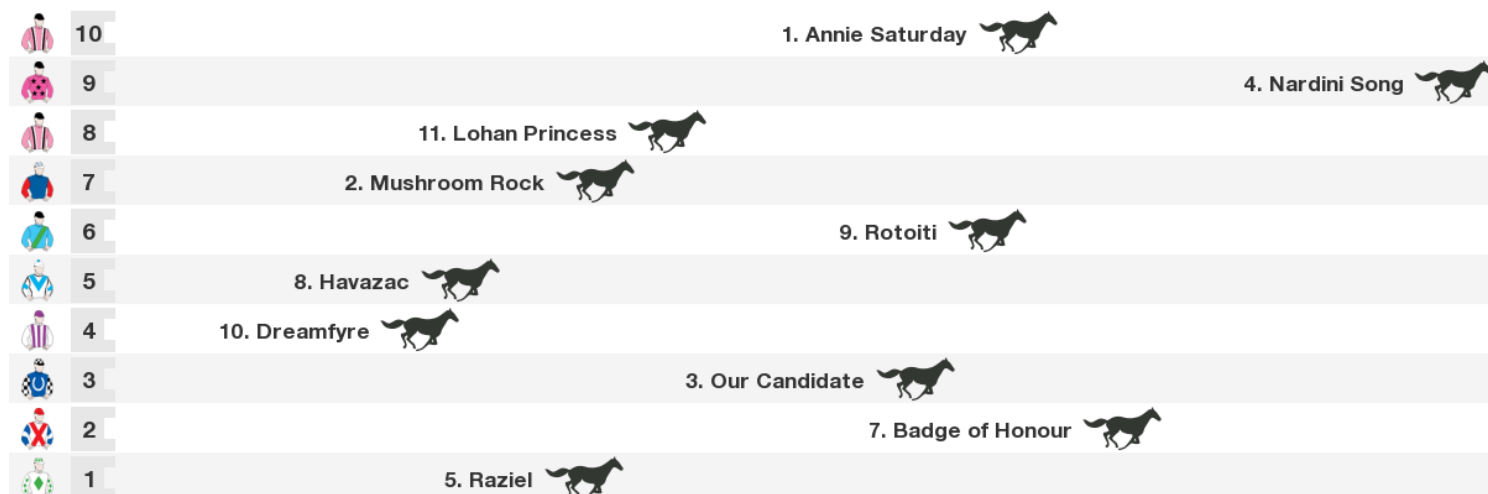 10 1. Annie Saturday
9 4. Nardini Song
8 11. Lohan Princess
7 2. Mushroom Rock
6 9. Rotoiti
5 8. Havazac
4 10. Dreamfyre
3 3. Our Candidate
2 7. Badge of Honour
1 5. Raziel